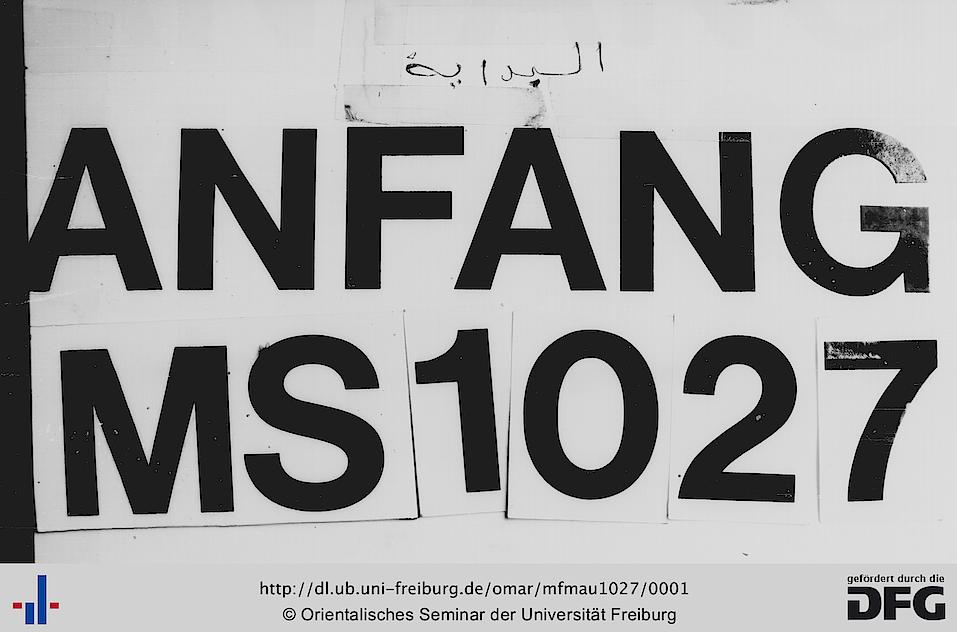 البداية
ANFANG
MS1027
http://dl.ub.uni-freiburg.de/omar/mfmau1027/0001
© Orientalisches Seminar der Universität Freiburg
gefördert durch die
DFG